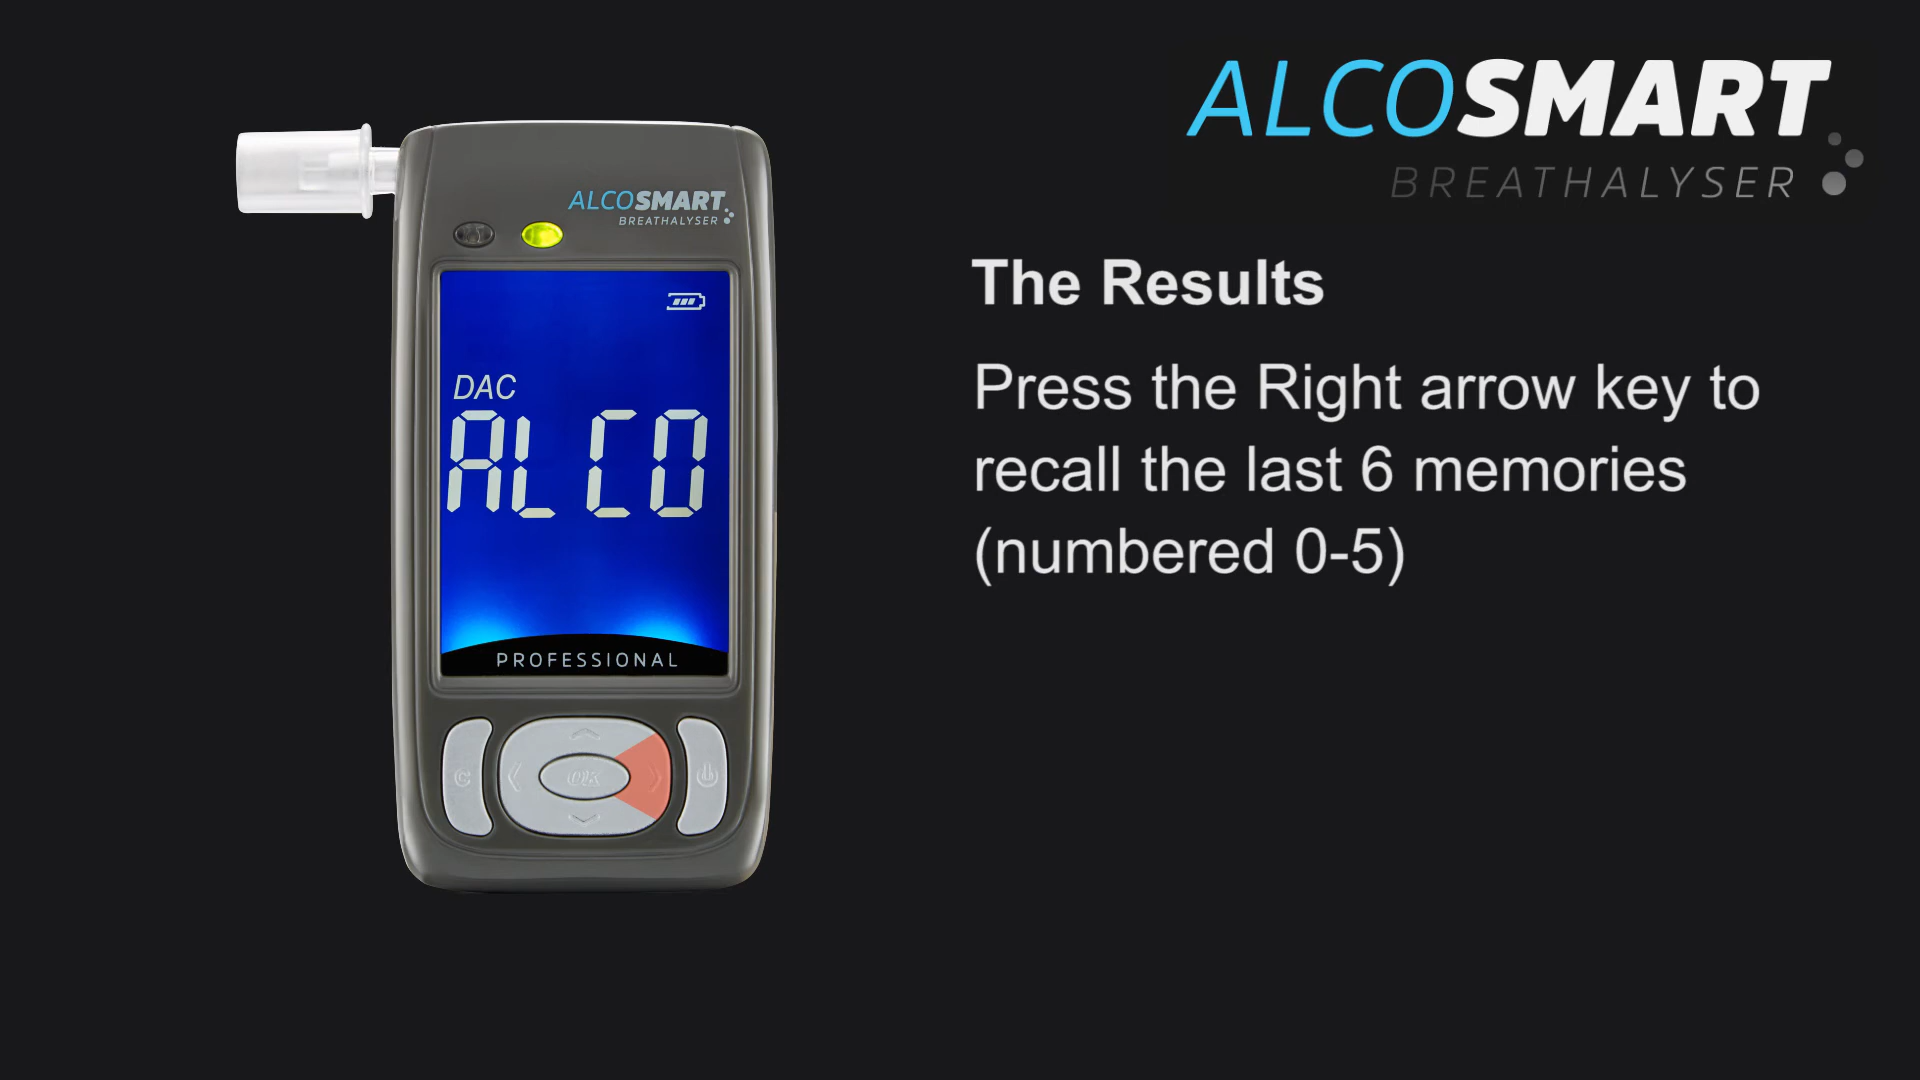 ALCOSMART
BREATHALYSER
ALCOSMART
BREATHALYSER
DAC
ALCO
PROFESSIONAL
C
OK
The Results
Press the Right arrow key to
recall the last 6 memories
(numbered 0-5)